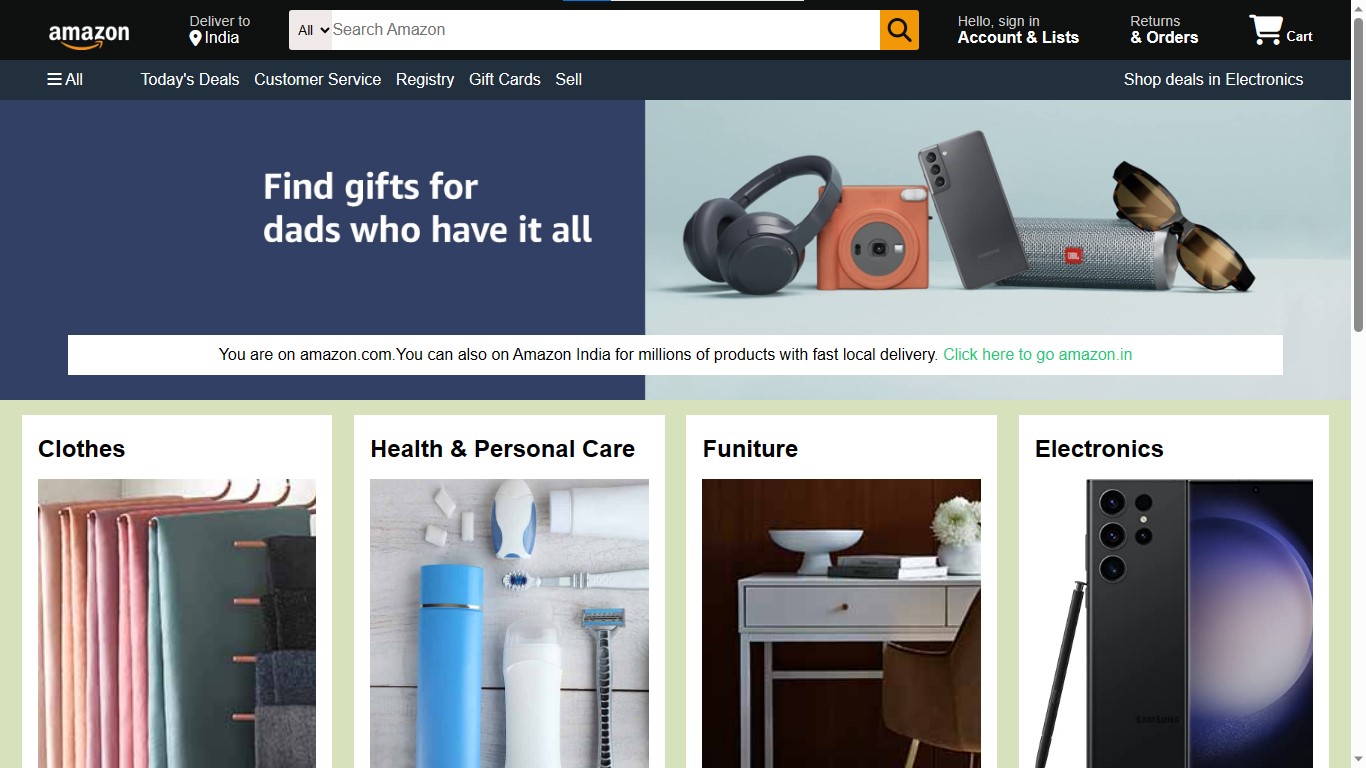 amazon
Deliver to
India
All
Search Amazon
Hello, sign in
Account & Lists
Returns
& Orders
Cart
All
Today's Deals
Customer Service
Registry
Gift Cards
Sell
Shop deals in Electronics
Find gifts for
dads who have it all
JBL
SAMSUNG
You are on amazon.com.You can also on Amazon India for millions of products with fast local delivery. Click here to go amazon.in
Clothes
Health & Personal Care
Funiture
Electronics
SAMSUNG